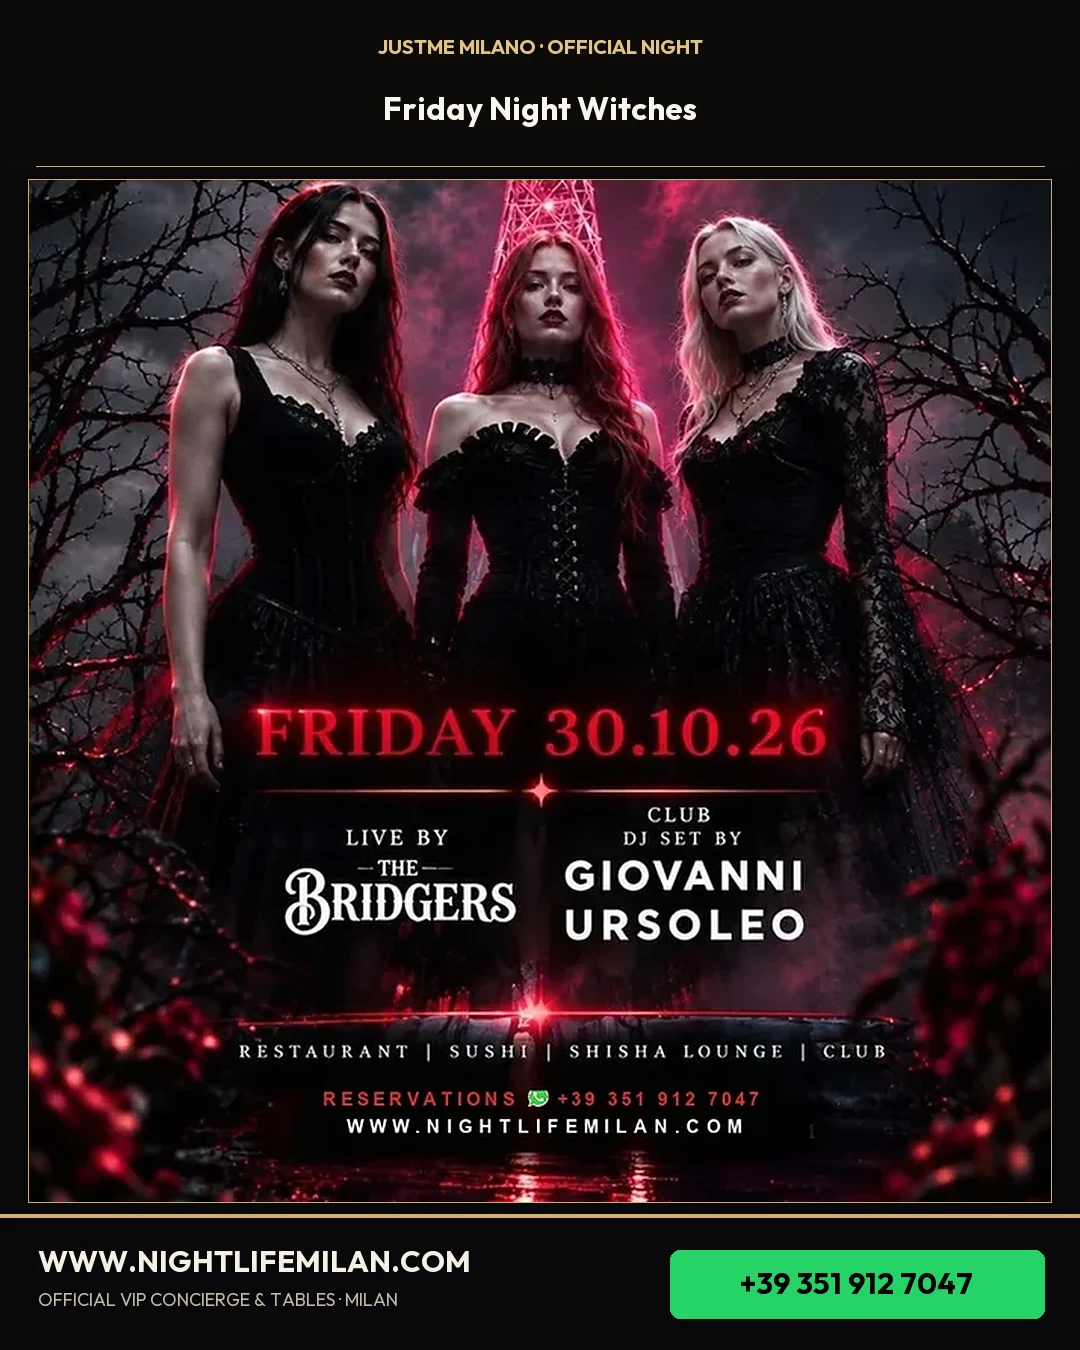 JUSTME MILANO · OFFICIAL NIGHT
Friday Night Witches
FRIDAY 30.10.26
LIVE BY
THE
BRIDGERS
CLUB
DJ SET BY
GIOVANNI
URSOLEO
RESTAURANT | SUSHI | SHISHA LOUNGE | CLUB
RESERVATIONS +39 351 912 7047
WWW.NIGHTLIFEMILAN.COM
WWW.NIGHTLIFEMILAN.COM
OFFICIAL VIP CONCIERGE & TABLES · MILAN
+39 351 912 7047